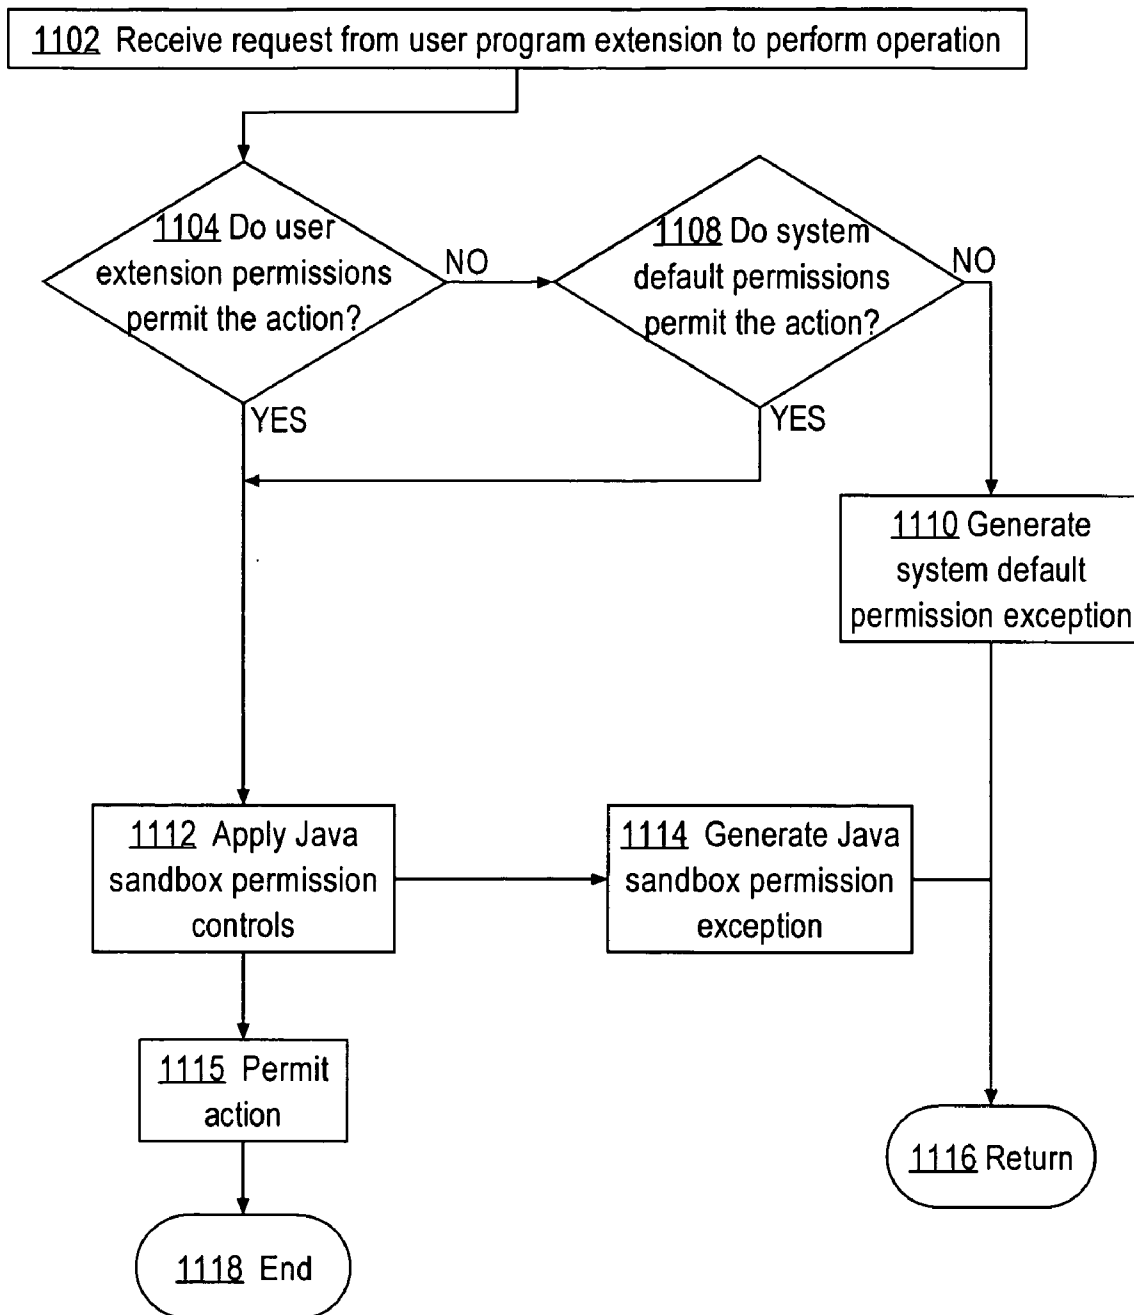 1102 Receive request from user program extension to perform operation
1104 Do user
extension permissions
permit the action?
NO
YES
1108 Do system
default permissions
permit the action?
NO
YES
1110 Generate
system default
permission exception
1112 Apply Java
sandbox permission
controls
1114 Generate Java
sandbox permission
exception
1115 Permit
action
1116 Return
1118 End